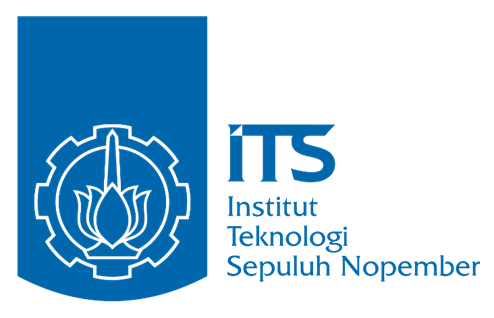 iTS
Institut
Teknologi
Sepuluh Nopember